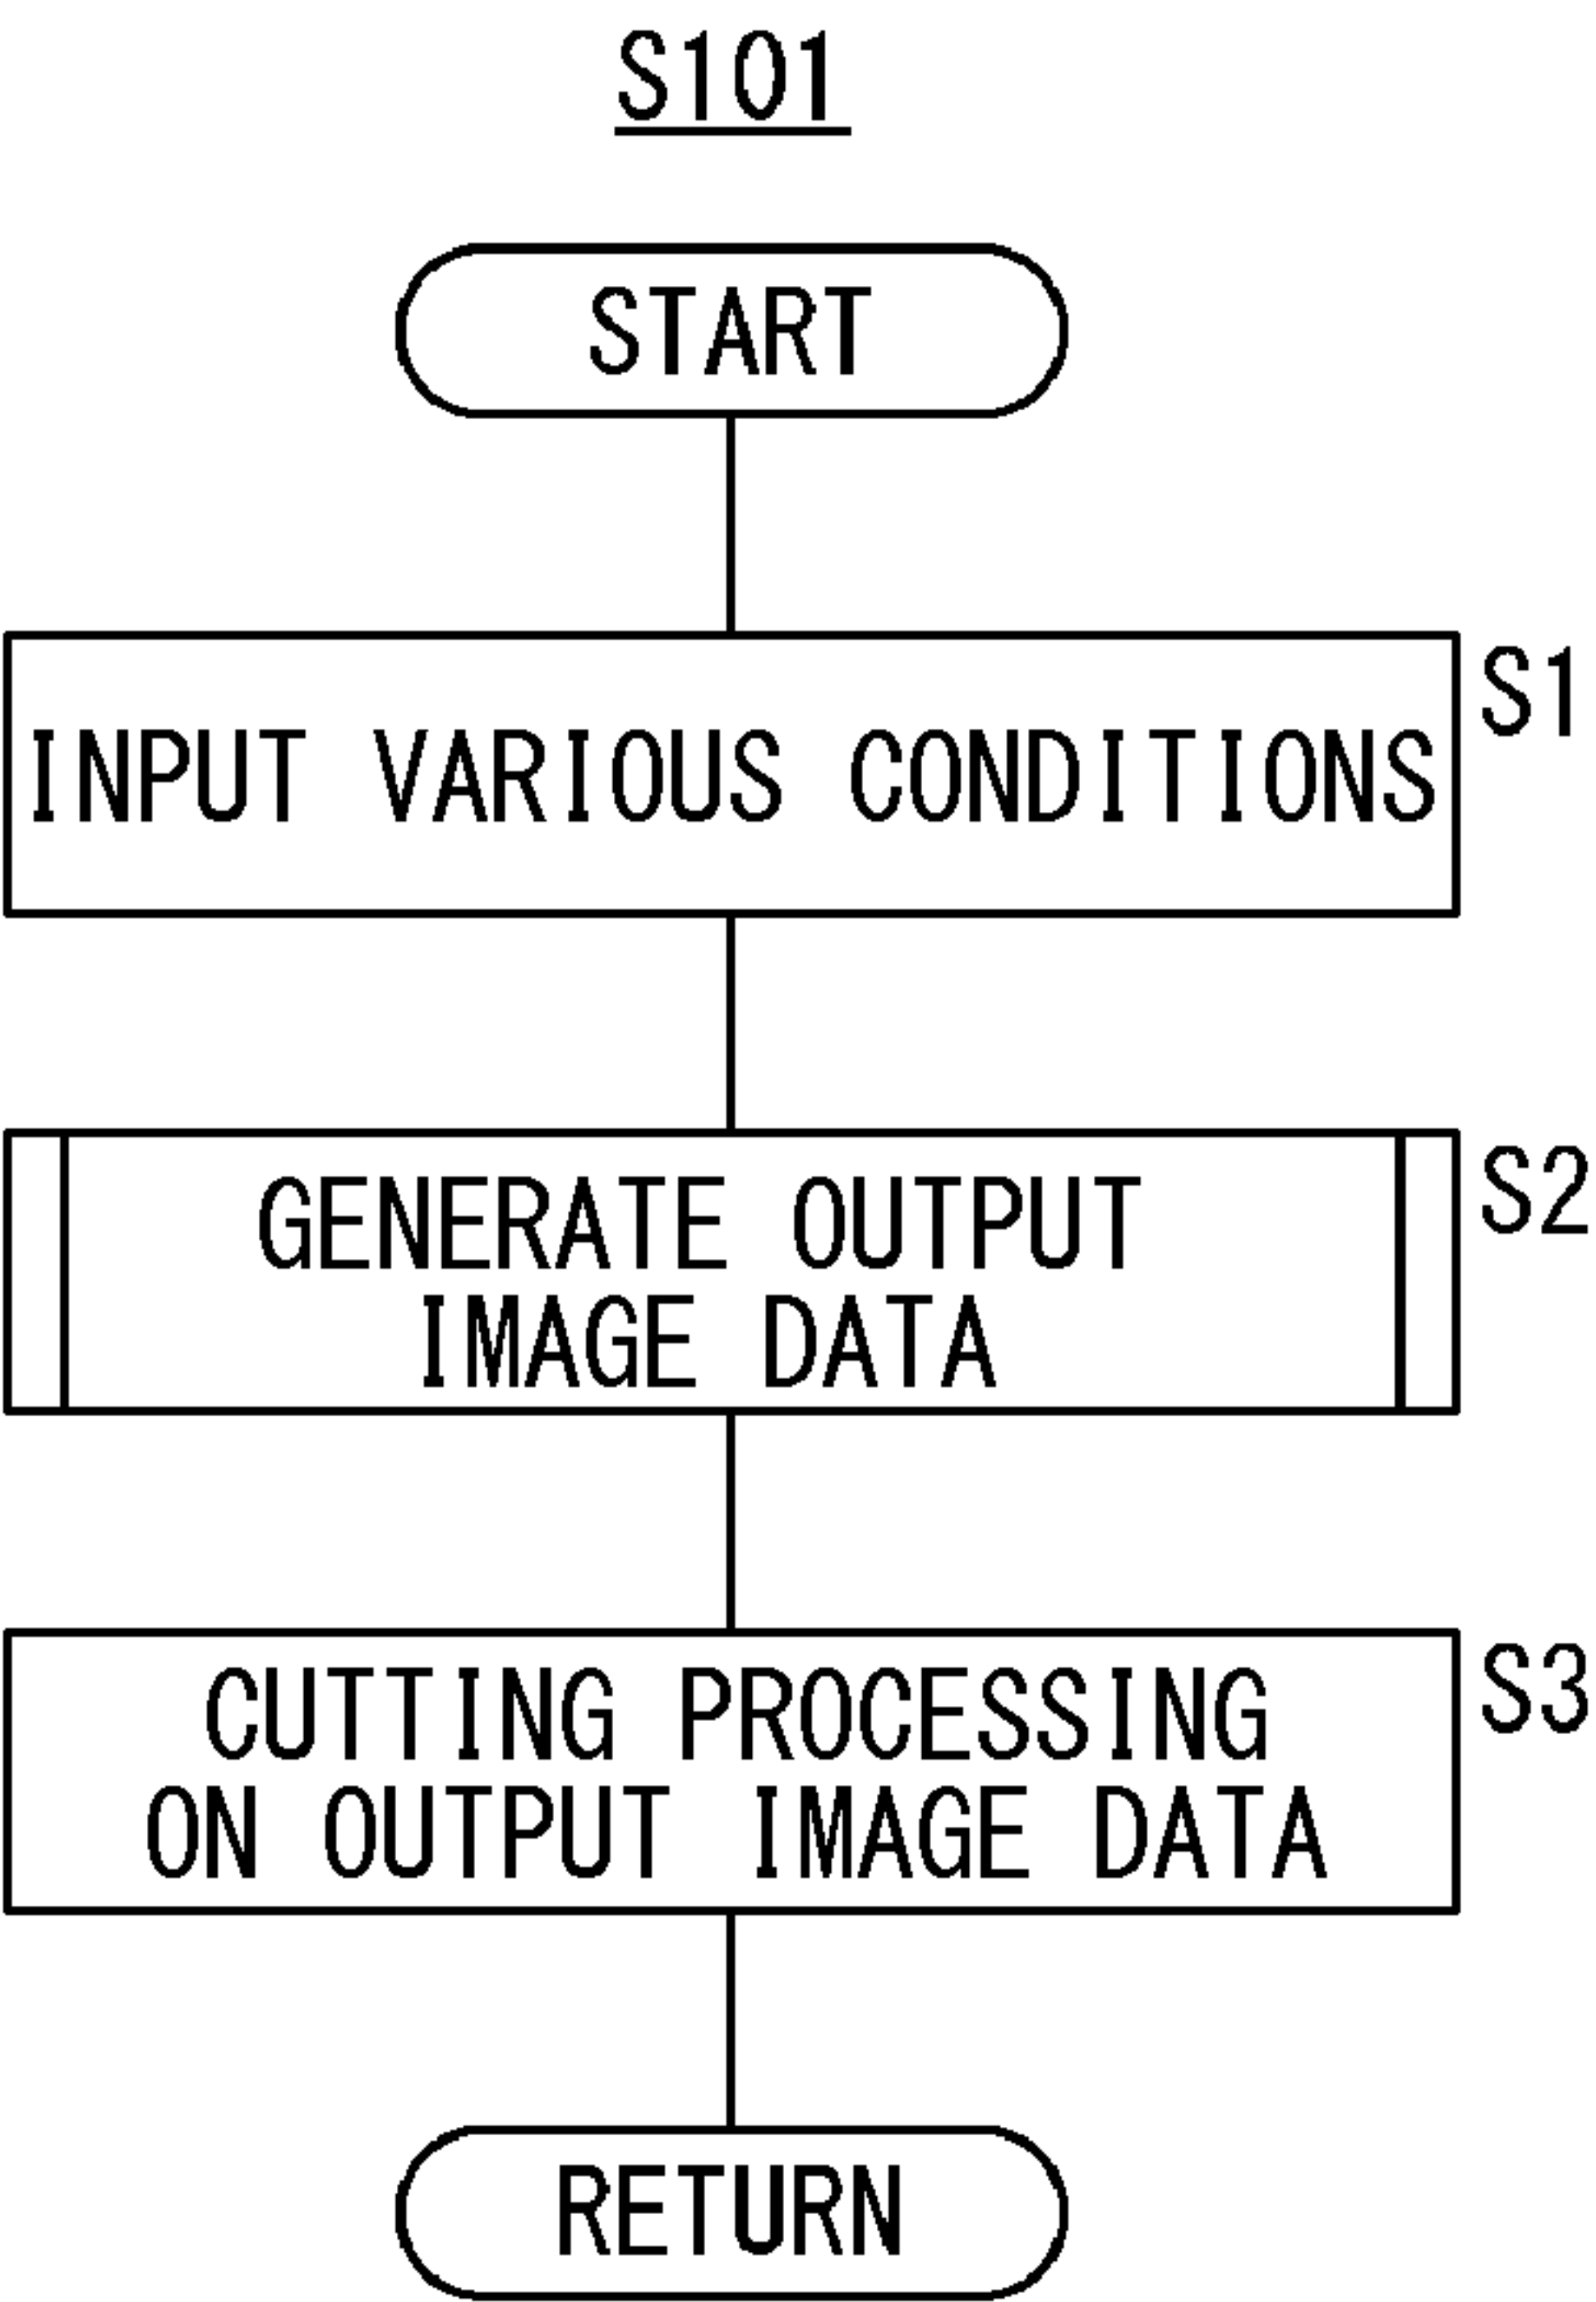 S101
START
S1
INPUT VARIOUS CONDITIONS
S2
GENERATE OUTPUT
IMAGE DATA
S3
CUTTING PROCESSING
ON OUTPUT IMAGE DATA
RETURN